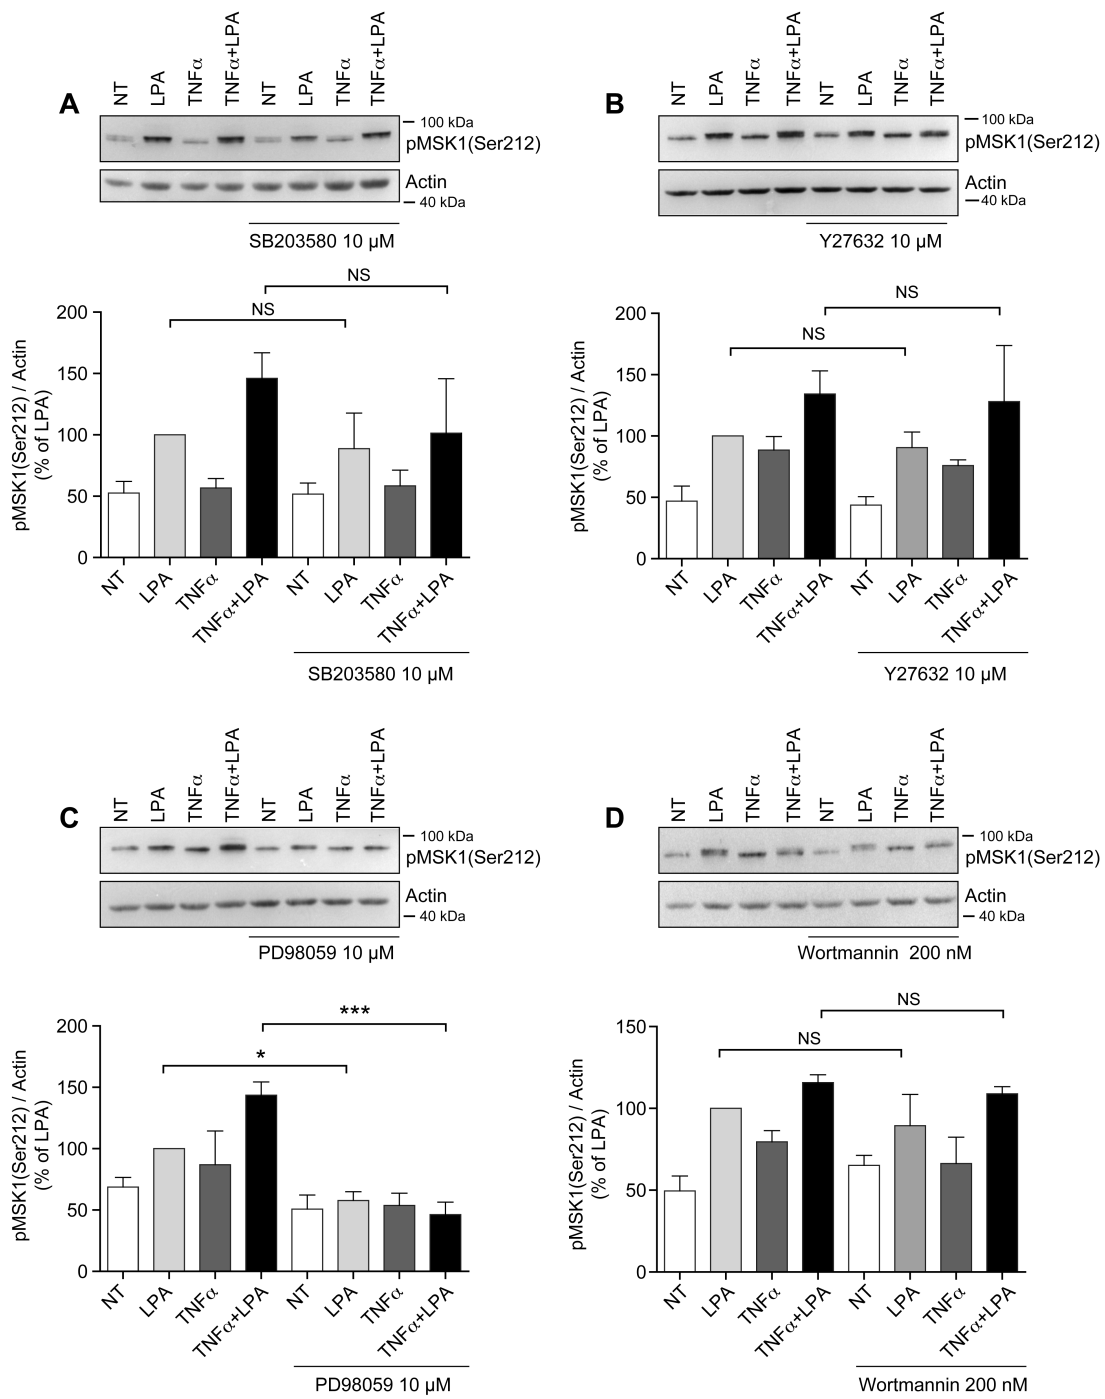 A
NT LPA TNFα TNFα+LPA NT LPA TNFα TNFα+LPA
100 kDa
pMSK1(Ser212)
Actin
40 kDa
SB203580 10 µM
NS
NS
pMSK1(Ser212) / Actin
(% of LPA)
200
150
100
50
0
NT LPA TNFα TNFα+LPA NT LPA TNFα TNFα+LPA
SB203580 10 µM
B
NT LPA TNFα TNFα+LPA NT LPA TNFα TNFα+LPA
100 kDa
pMSK1(Ser212)
Actin
40 kDa
Y27632 10 µM
NS
NS
pMSK1(Ser212) / Actin
(% of LPA)
200
150
100
50
0
NT LPA TNFα TNFα+LPA NT LPA TNFα TNFα+LPA
Y27632 10 µM
C
NT LPA TNFα TNFα+LPA NT LPA TNFα TNFα+LPA
100 kDa
pMSK1(Ser212)
Actin
40 kDa
PD98059 10 µM
***
*
pMSK1(Ser212) / Actin
(% of LPA)
200
150
100
50
0
NT LPA TNFα TNFα+LPA NT LPA TNFα TNFα+LPA
PD98059 10 µM
D
NT LPA TNFα TNFα+LPA NT LPA TNFα TNFα+LPA
100 kDa
pMSK1(Ser212)
Actin
40 kDa
Wortmannin 200 nM
NS
NS
pMSK1(Ser212) / Actin
(% of LPA)
150
100
50
0
NT LPA TNFα TNFα+LPA NT LPA TNFα TNFα+LPA
Wortmannin 200 nM